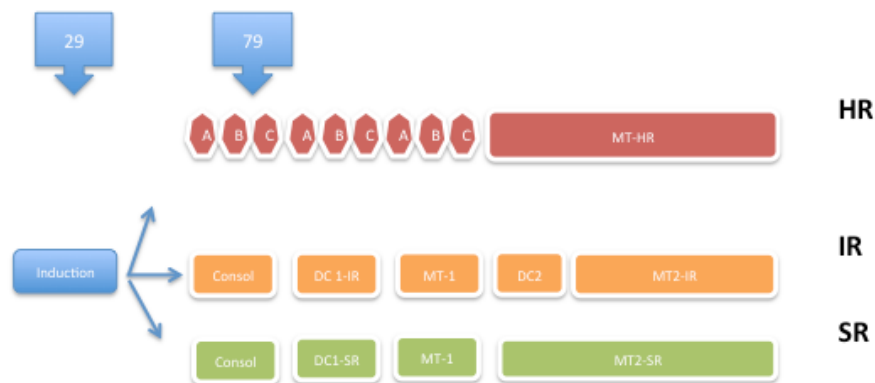 29 79
HR
A B C A B C A B C MT-HR
IR
Induction Consol DC 1-IR MT-1 DC2 MT2-IR
SR
Consol DC1-SR MT-1 MT2-SR